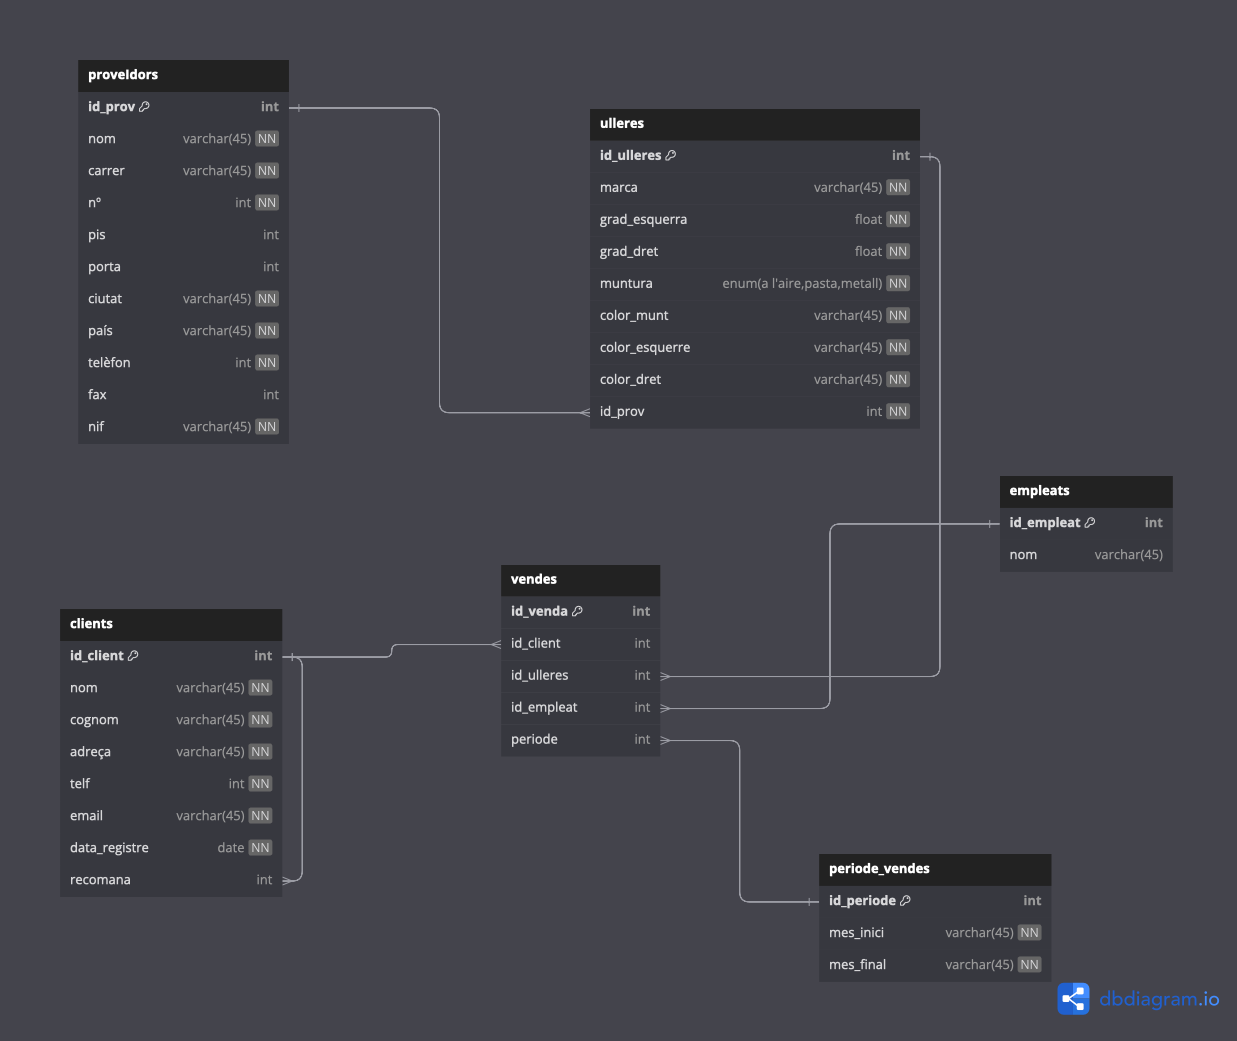 proveïdors
id_prov int
nom varchar(45) NN
carrer varchar(45) NN
nº int NN
pis int
porta int
ciutat varchar(45) NN
país varchar(45) NN
telèfon int NN
fax int
nif varchar(45) NN
ulleres
id_ulleres int
marca varchar(45) NN
grad_esquerra float NN
grad_dret float NN
muntura enum(a l'aire,pasta,metall) NN
color_munt varchar(45) NN
color_esquerre varchar(45) NN
color_dret varchar(45) NN
id_prov int NN
empleats
id_empleat int
nom varchar(45)
vendes
id_venda int
id_client int
id_ulleres int
id_empleat int
periode int
clients
id_client int
nom varchar(45) NN
cognom varchar(45) NN
adreça varchar(45) NN
telf int NN
email varchar(45) NN
data_registre date NN
recomana int
periode_vendes
id_periode int
mes_inici varchar(45) NN
mes_final varchar(45) NN
dbdiagram.io